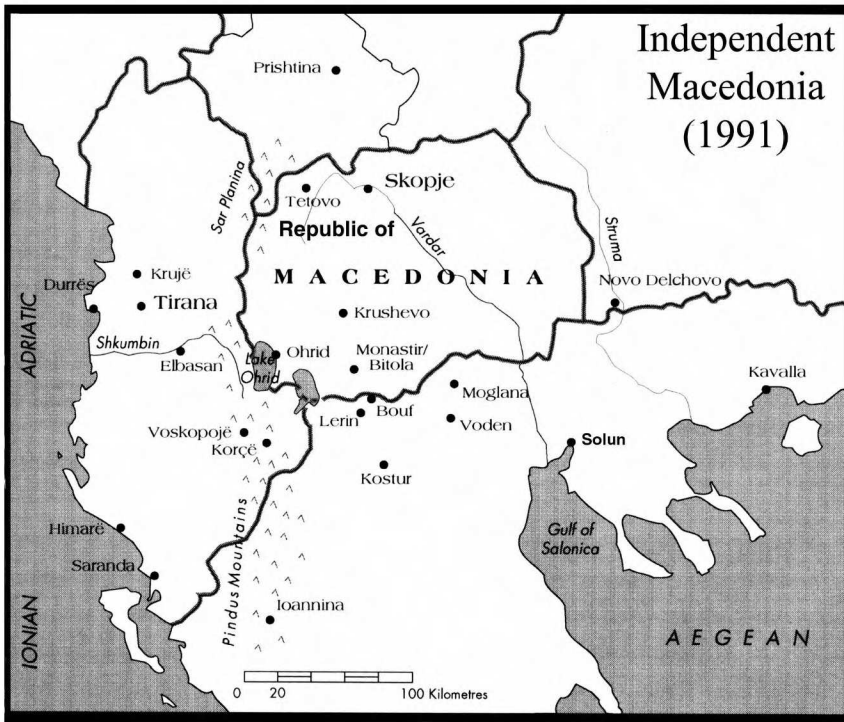 Independent
Macedonia
(1991)
Prishtina
Sar Planina
Tetovo
Skopje
Republic of
MACEDONIA
Vardar
Struma
Novo Delchovo
Krujë
Durrës
Tirana
Krushevo
ADRIATIC
Shkumbin
Elbasan
Lake
Ohrid
Ohrid
Monastir/
Bitola
Kavalla
Moglana
Bouf
Lerin
Voden
Voskopojë
Korçë
Solun
Kostur
Himarë
Gulf of
Salonica
Saranda
Pindus Mountains
Ioannina
IONIAN
AEGEAN
0 20 100 Kilometres